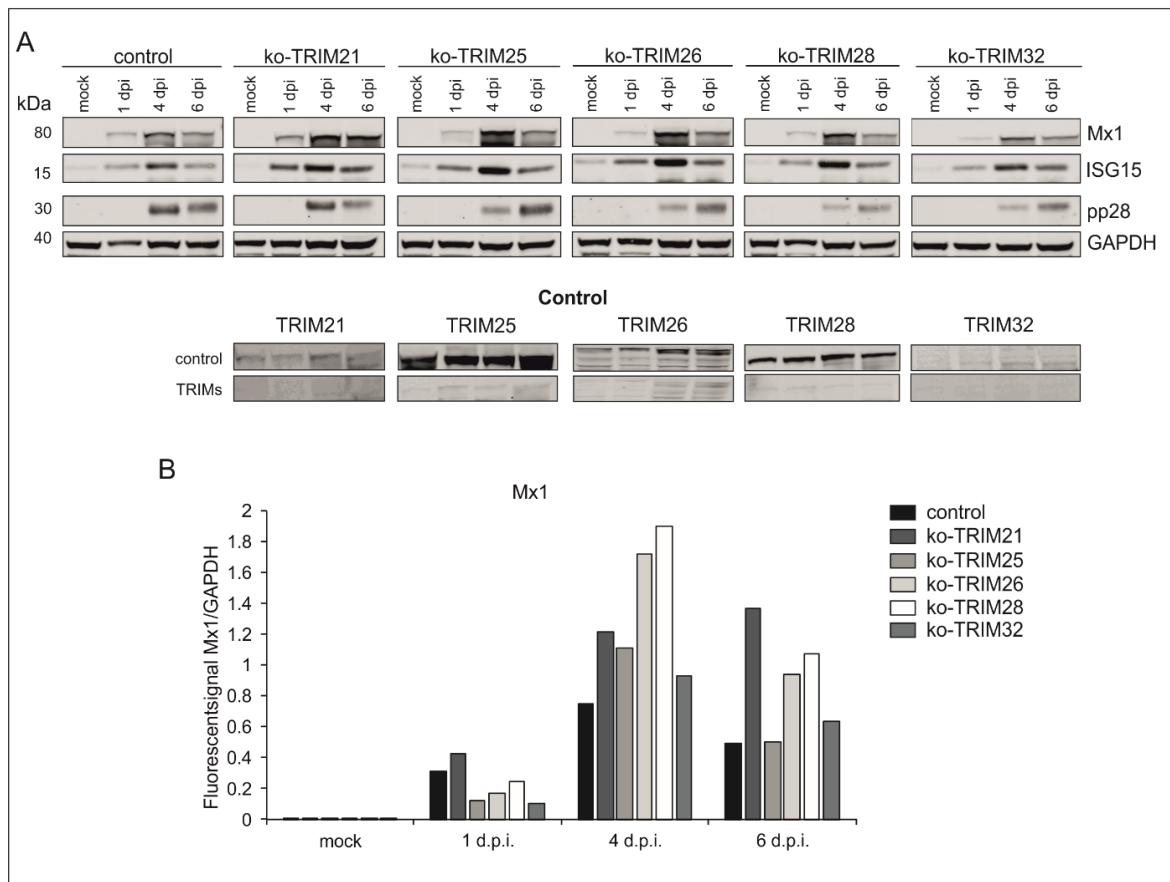 A
control ko-TRIM21 ko-TRIM25 ko-TRIM26 ko-TRIM28 ko-TRIM32
kDa mock 1 dpi 4 dpi 6 dpi mock 1 dpi 4 dpi 6 dpi mock 1 dpi 4 dpi 6 dpi mock 1 dpi 4 dpi 6 dpi mock 1 dpi 4 dpi 6 dpi mock 1 dpi 4 dpi 6 dpi
80 Mx1
15 ISG15
30 pp28
40 GAPDH
Control
TRIM21 TRIM25 TRIM26 TRIM28 TRIM32
control
TRIMs
B
Mx1
Fluorescentsignal Mx1/GAPDH
2
1.8
1.6
1.4
1.2
1
0.8
0.6
0.4
0.2
0
mock 1 d.p.i. 4 d.p.i. 6 d.p.i.
control
ko-TRIM21
ko-TRIM25
ko-TRIM26
ko-TRIM28
ko-TRIM32